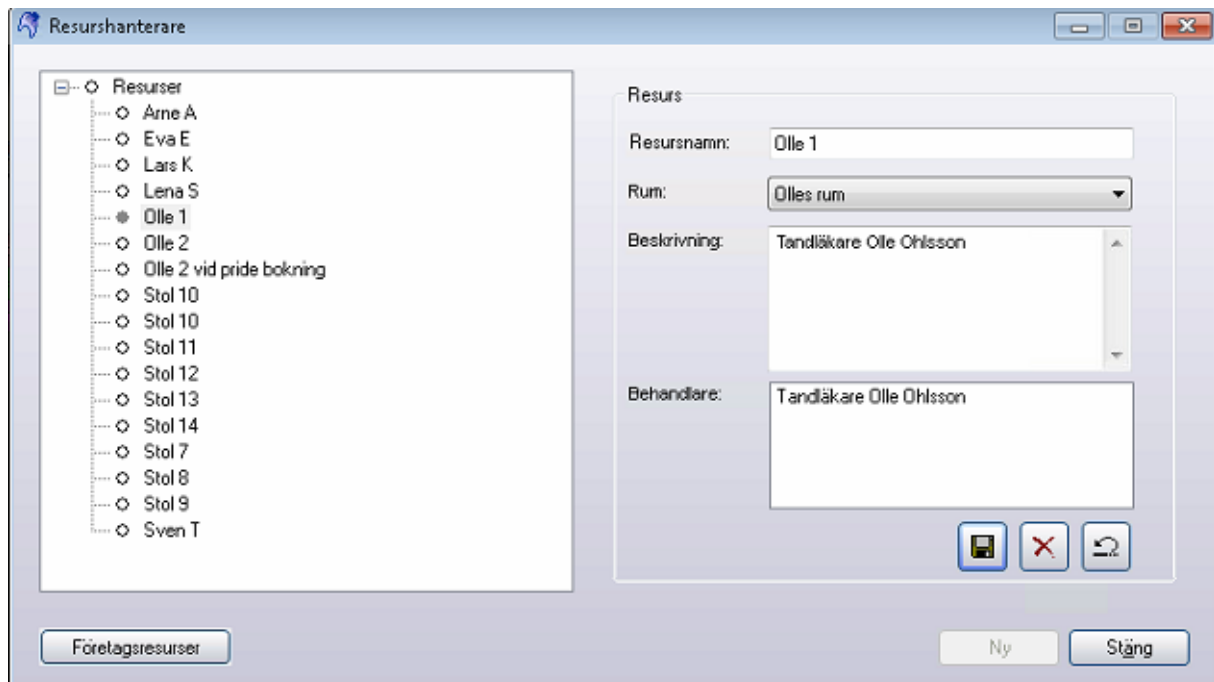 Resurshanterare
Resurser
Arne A
Eva E
Lars K
Lena S
Olle 1
Olle 2
Olle 2 vid pride bokning
Stol 10
Stol 10
Stol 11
Stol 12
Stol 13
Stol 14
Stol 7
Stol 8
Stol 9
Sven T
Resurs
Resursnamn: Olle 1
Rum: Olles rum
Beskrivning: Tandläkare Olle Ohlsson
Behandlare: Tandläkare Olle Ohlsson
Företagsresurser
Ny
Stäng